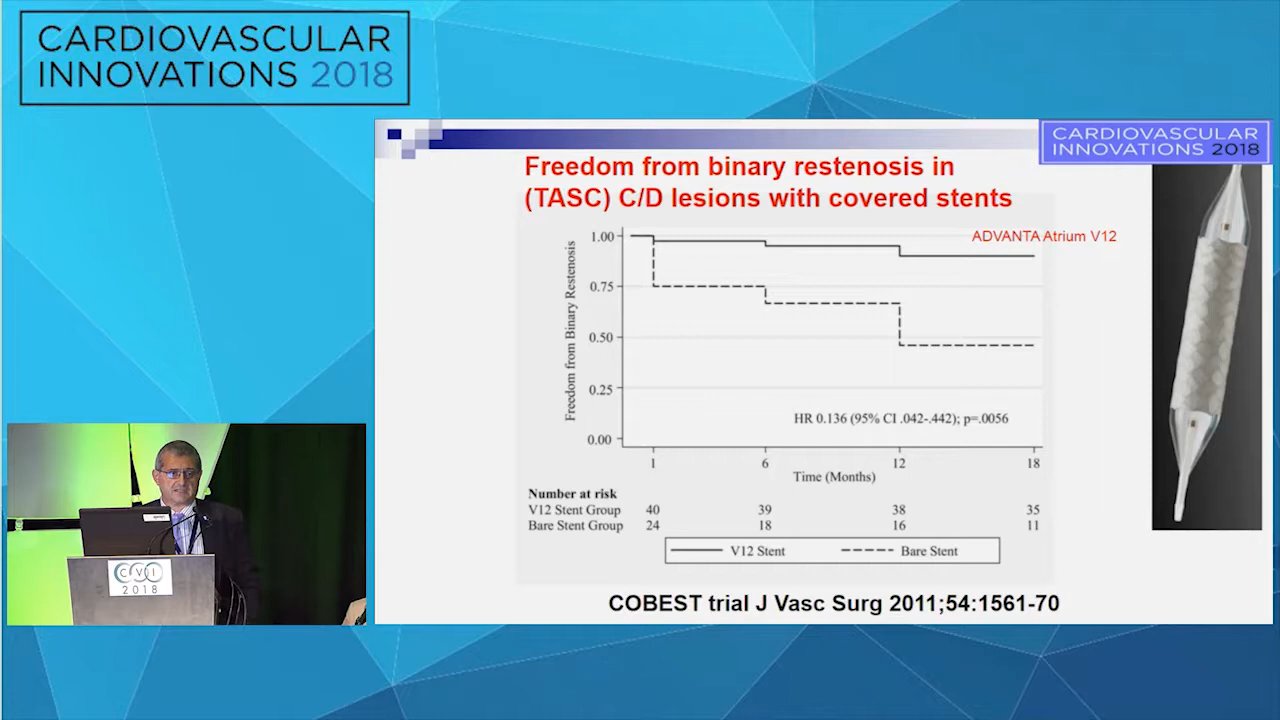 CARDIOVASCULAR
INNOVATIONS 2018
CARDIOVASCULAR
INNOVATIONS 2018
Freedom from binary restenosis in
(TASC) C/D lesions with covered stents
ADVANTA Atrium V12
Freedom from Binary Restenosis
1.00
0.75
0.50
0.25
0.00
HR 0.136 (95% CI .042-.442); p=.0056
1 6 12 18
Time (Months)
Number at risk
V12 Stent Group 40 39 38 35
Bare Stent Group 24 18 16 11
V12 Stent Bare Stent
COBEST trial J Vasc Surg 2011;54:1561-70
CVI
2018